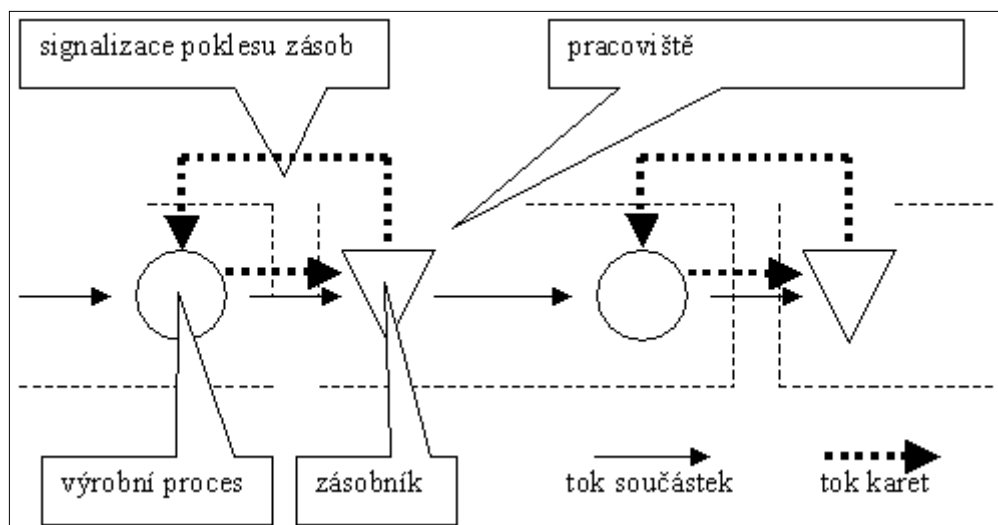 signalizace poklesu zásob
pracoviště
výrobní proces
zásobník
tok součástek
tok karet